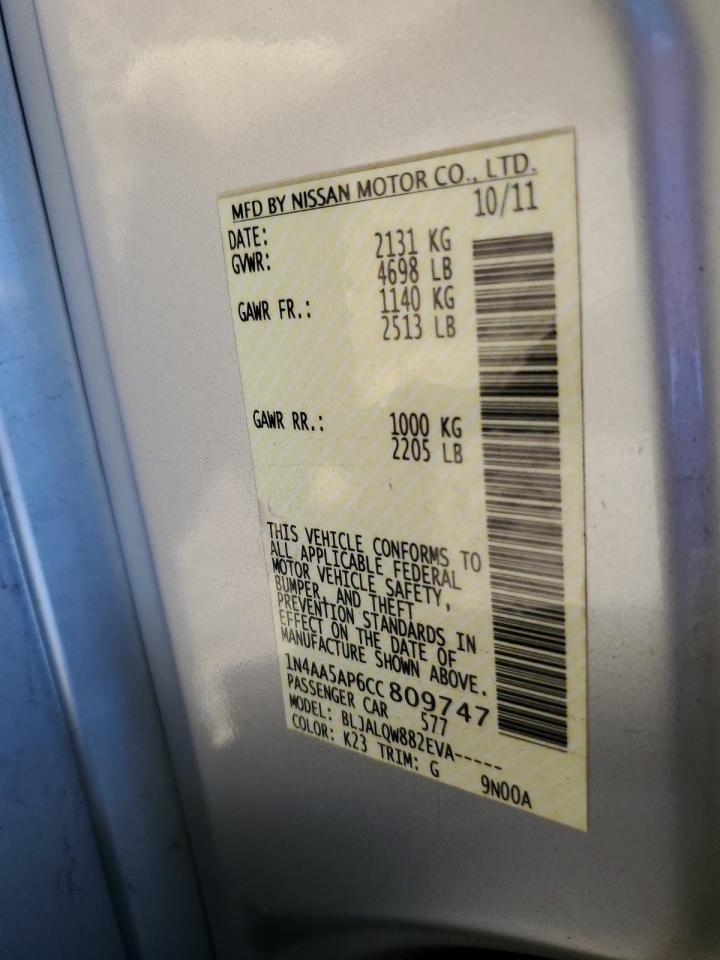 MFD BY NISSAN MOTOR CO., LTD.
DATE: 10/11
GVWR: 2131 KG
4698 LB
GAWR FR.: 1140 KG
2513 LB
GAWR RR.: 1000 KG
2205 LB
THIS VEHICLE CONFORMS TO
ALL APPLICABLE FEDERAL
MOTOR VEHICLE SAFETY,
BUMPER, AND THEFT
PREVENTION STANDARDS IN
EFFECT ON THE DATE OF
MANUFACTURE SHOWN ABOVE.
1N4AA5AP6CC809747
PASSENGER CAR 577
MODEL: BLJALQW882EVA-----
COLOR: K23 TRIM: G 9N00A